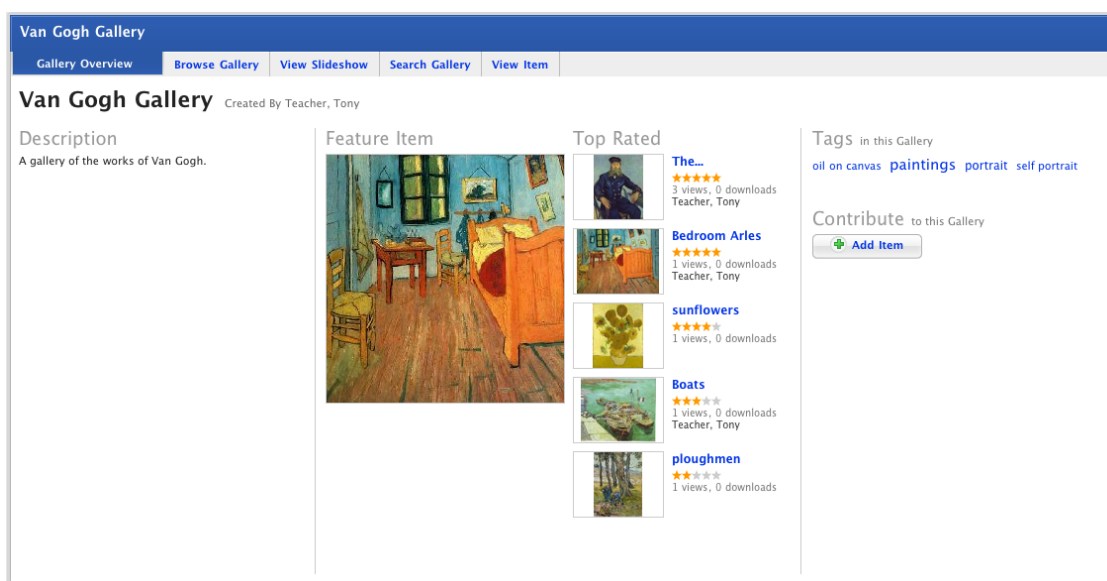 Van Gogh Gallery
Gallery Overview
Browse Gallery
View Slideshow
Search Gallery
View Item
Van Gogh Gallery Created By Teacher, Tony
Description
A gallery of the works of Van Gogh.
Feature Item
Top Rated
The...
3 views, 0 downloads
Teacher, Tony
Bedroom Arles
1 views, 0 downloads
Teacher, Tony
sunflowers
1 views, 0 downloads
Boats
1 views, 0 downloads
Teacher, Tony
ploughmen
1 views, 0 downloads
Tags in this Gallery
oil on canvas paintings portrait self portrait
Contribute to this Gallery
Add Item